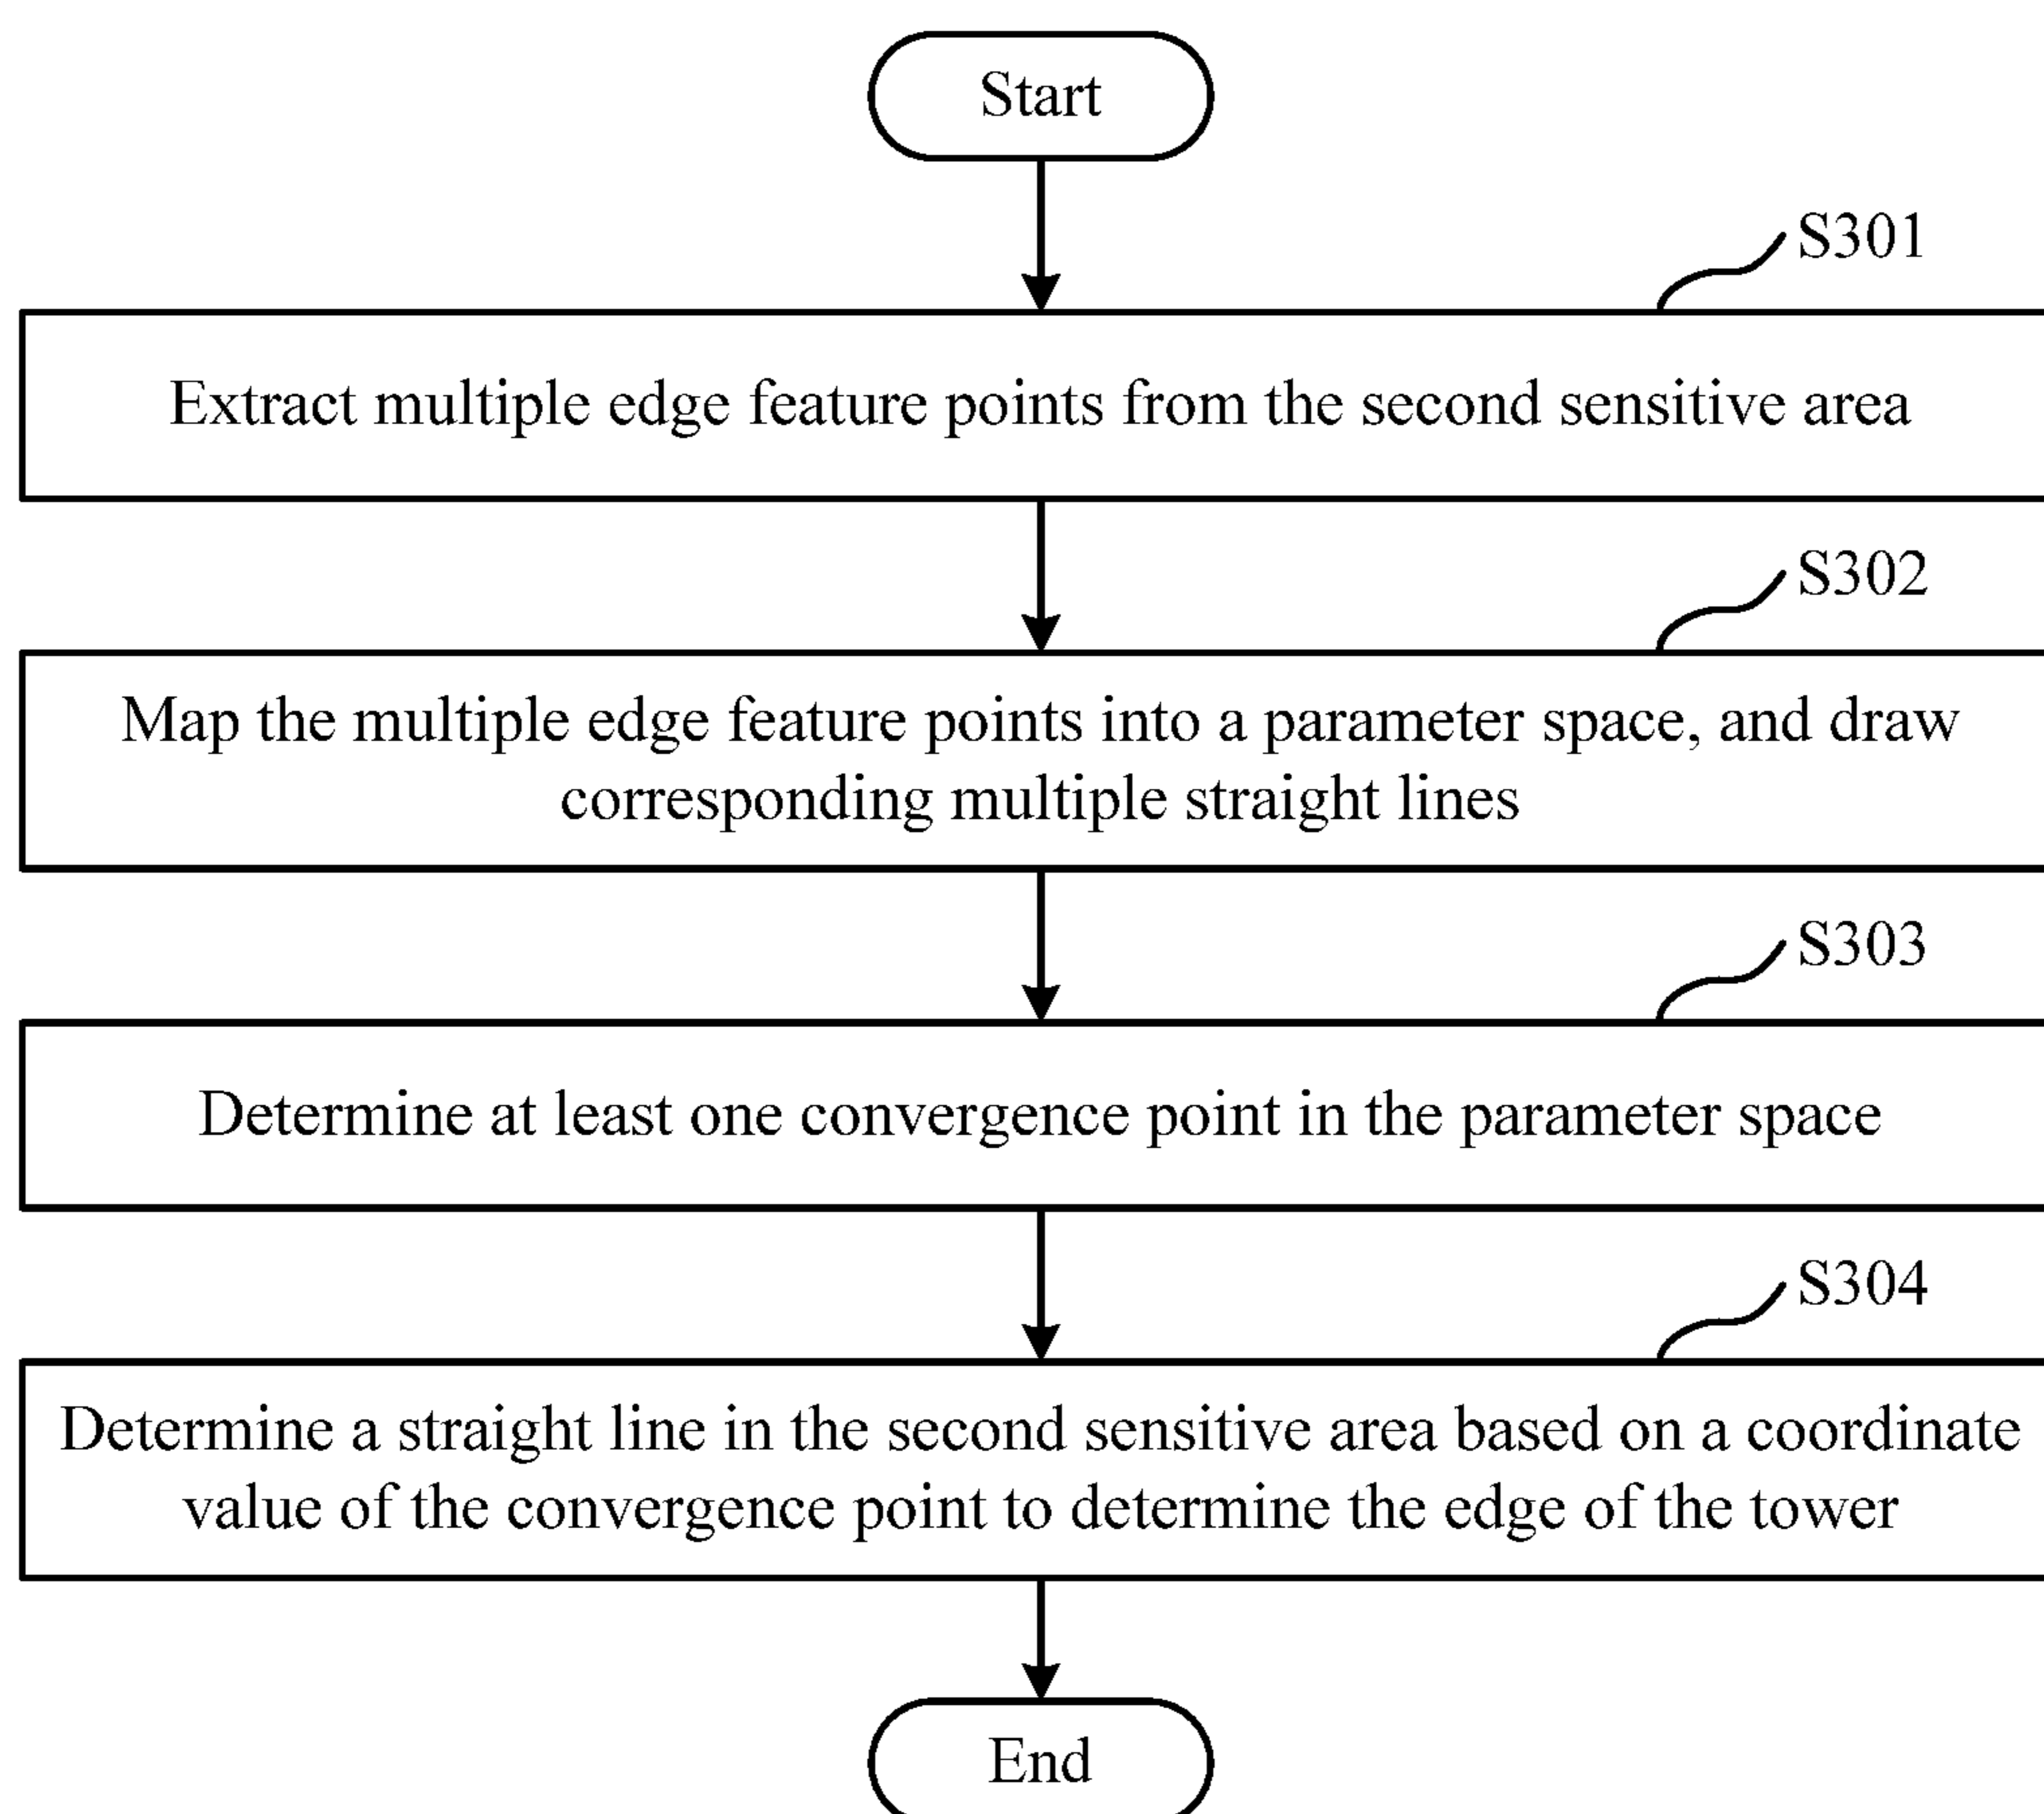 Start
S301
Extract multiple edge feature points from the second sensitive area
S302
Map the multiple edge feature points into a parameter space, and draw
corresponding multiple straight lines
S303
Determine at least one convergence point in the parameter space
S304
Determine a straight line in the second sensitive area based on a coordinate
value of the convergence point to determine the edge of the tower
End